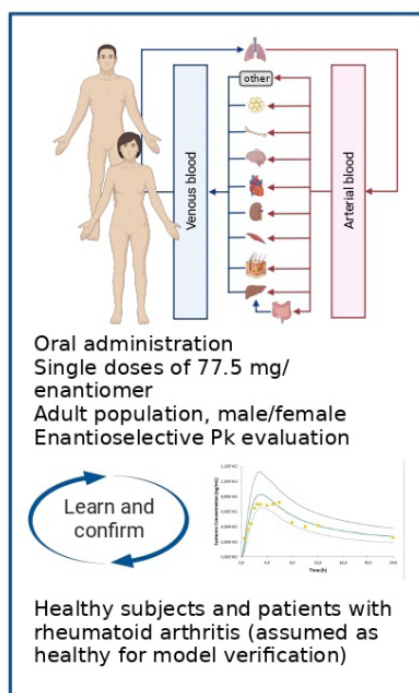 other
Venous blood
Arterial blood
Oral administration
Single doses of 77.5 mg/
enantiomer
Adult population, male/female
Enantioselective Pk evaluation
Learn and
confirm
Time (h)
Healthy subjects and patients with
rheumatoid arthritis (assumed as
healthy for model verification)